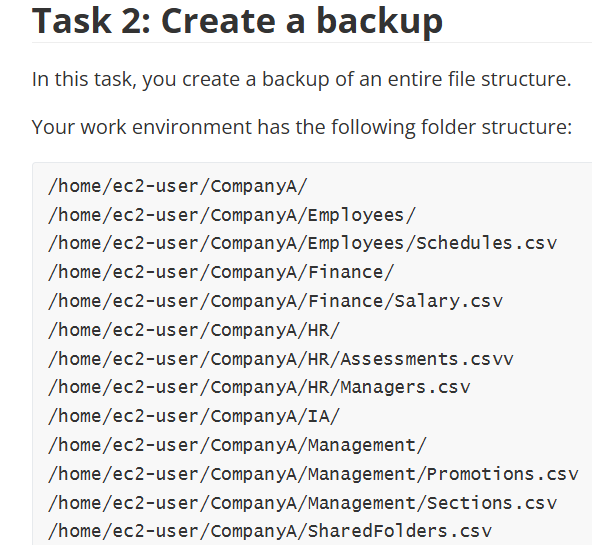 Task 2: Create a backup
In this task, you create a backup of an entire file structure.
Your work environment has the following folder structure:
/home/ec2-user/CompanyA/
/home/ec2-user/CompanyA/Employees/
/home/ec2-user/CompanyA/Employees/Schedules.csv
/home/ec2-user/CompanyA/Finance/
/home/ec2-user/CompanyA/Finance/Salary.csv
/home/ec2-user/CompanyA/HR/
/home/ec2-user/CompanyA/HR/Assessments.csvv
/home/ec2-user/CompanyA/HR/Managers.csv
/home/ec2-user/CompanyA/IA/
/home/ec2-user/CompanyA/Management/
/home/ec2-user/CompanyA/Management/Promotions.csv
/home/ec2-user/CompanyA/Management/Sections.csv
/home/ec2-user/CompanyA/SharedFolders.csv